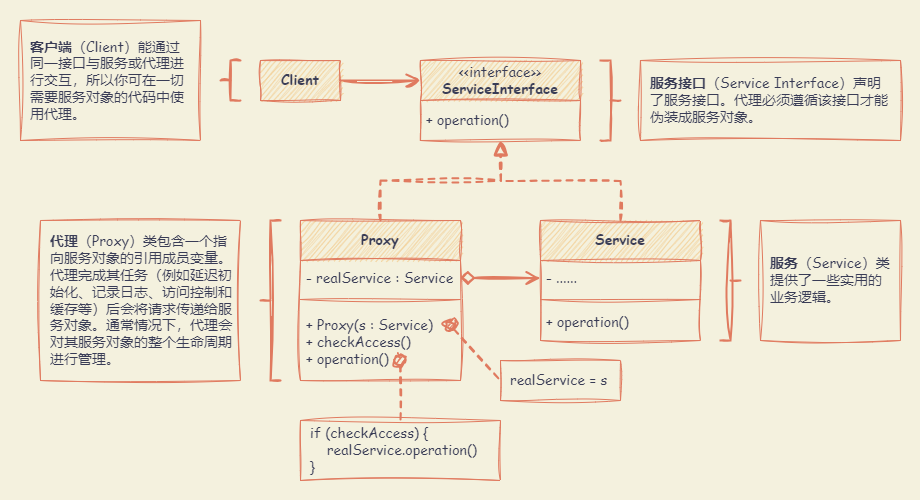 客户端（Client）能通过
同一接口与服务或代理进
行交互，所以你可在一切
需要服务对象的代码中使
用代理。
Client
<<interface>>
ServiceInterface
+ operation()
服务接口（Service Interface）声明
了服务接口。代理必须遵循该接口才能
伪装成服务对象。
代理（Proxy）类包含一个指
向服务对象的引用成员变量。
代理完成其任务（例如延迟初
始化、记录日志、访问控制和
缓存等）后会将请求传递给服
务对象。通常情况下，代理会
对其服务对象的整个生命周期
进行管理。
Proxy
- realService : Service
+ Proxy(s : Service)
+ checkAccess()
+ operation()
Service
- ......
+ operation()
服务（Service）类
提供了一些实用的
业务逻辑。
realService = s
if (checkAccess) {
realService.operation()
}